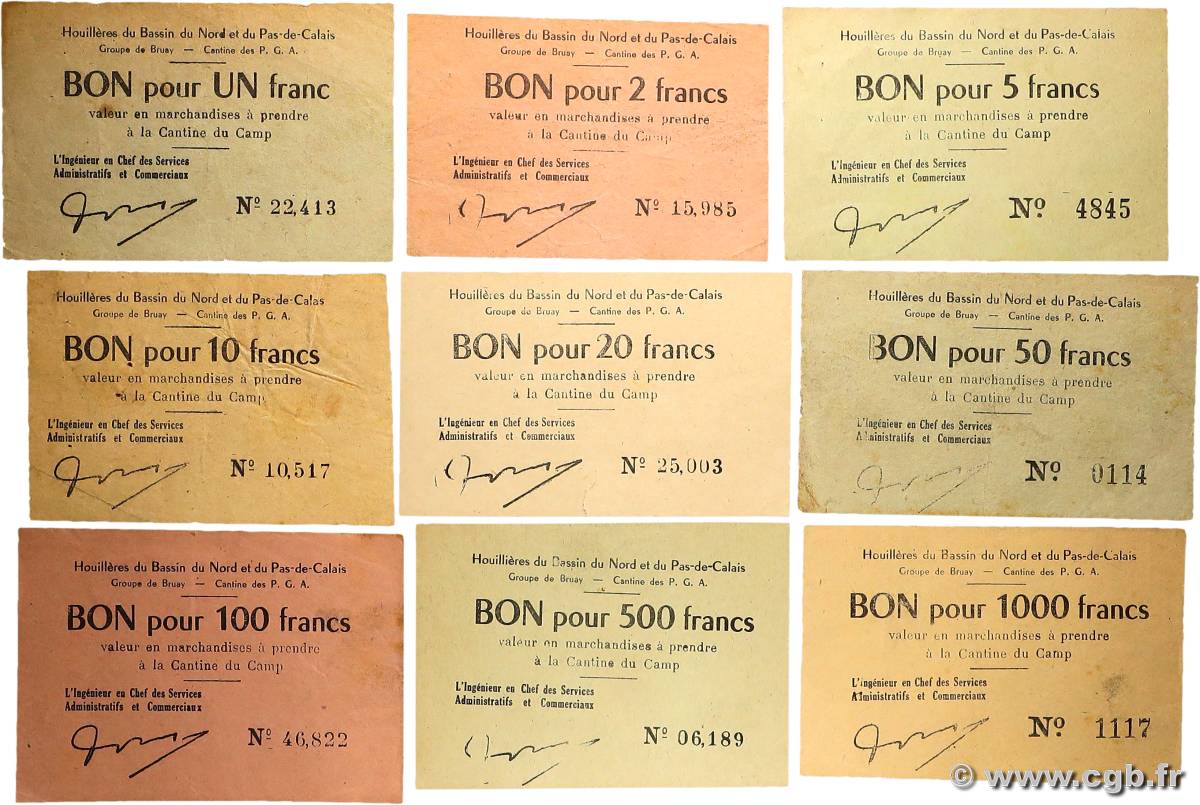 Houillères du Bassin du Nord et du Pas-de-Calais
Groupe de Bruay — Cantine des P. G. A.
BON pour UN franc
valeur en marchandises à prendre
à la Cantine du Camp
L'Ingénieur en Chef des Services
Administratifs et Commerciaux
Nº 22,413
Houillères du Bassin du Nord et du Pas-de-Calais
Groupe de Bruay — Cantine des P. G. A.
BON pour 2 francs
valeur en marchandises à prendre
à la Cantine du Camp
L'Ingénieur en Chef des Services
Administratifs et Commerciaux
Nº 15,985
Houillères du Bassin du Nord et du Pas-de-Calais
Groupe de Bruay — Cantine des P. G. A.
BON pour 5 francs
valeur en marchandises à prendre
à la Cantine du Camp
L'Ingénieur en Chef des Services
Administratifs et Commerciaux
Nº 4845
Houillères du Bassin du Nord et du Pas-de-Calas
Groupe de Bruay — Cantine des P. G. A.
BON pour 10 francs
valeur en marchandises à prendre
à la Cantine du Camp
L'Ingénieur en Chef des Services
Administratifs et Commerciaux
Nº 10,517
Houillères du Bassin du Nord et du Pas-de-Calais
Groupe de Bruay — Cantine des P. G. A.
BON pour 20 francs
valeur en marchandises à prendre
à la Cantine du Camp
L'Ingénieur en Chef des Services
Administratifs et Commerciaux
Nº 25,003
Houillères du Bassin du Nord et du Pas-de-Calais
Groupe de Bruay — Cantine des P. G. A.
BON pour 50 francs
valeur en marchandises à prendre
à la Cantine du Camp
L'Ingénieur en Chef des Services
Administratifs et Commerciaux
Nº 0114
Houillières du Bassin du Nord et du Pas-de-Calais
Groupe de Bruay — Cantine des P. G. A.
BON pour 100 francs
valeur en marchandises à prendre
à la Cantine du Camp
L'Ingénieur en Chef des Services
Administratifs et Commerciaux
Nº 46,822
Houillières du Bassin du Nord et du Pas-de-Calais
Groupe de Bruay — Cantine des P. G. A.
BON pour 500 francs
valeur en marchandises à prendre
à la Cantine du Camp
L'Ingénieur en Chef des Services
Administratifs et Commerciaux
Nº 06,189
Houillères du Bassin du Nord et du Pas-de-Calais
Groupe de Bruay — Cantine des P. G. A.
BON pour 1000 francs
valeur en marchandises à prendre
à la Cantine du Camp
L'Ingénieur en Chef des Services
Administratifs et Commerciaux
Nº 1117
© www.cgb.fr